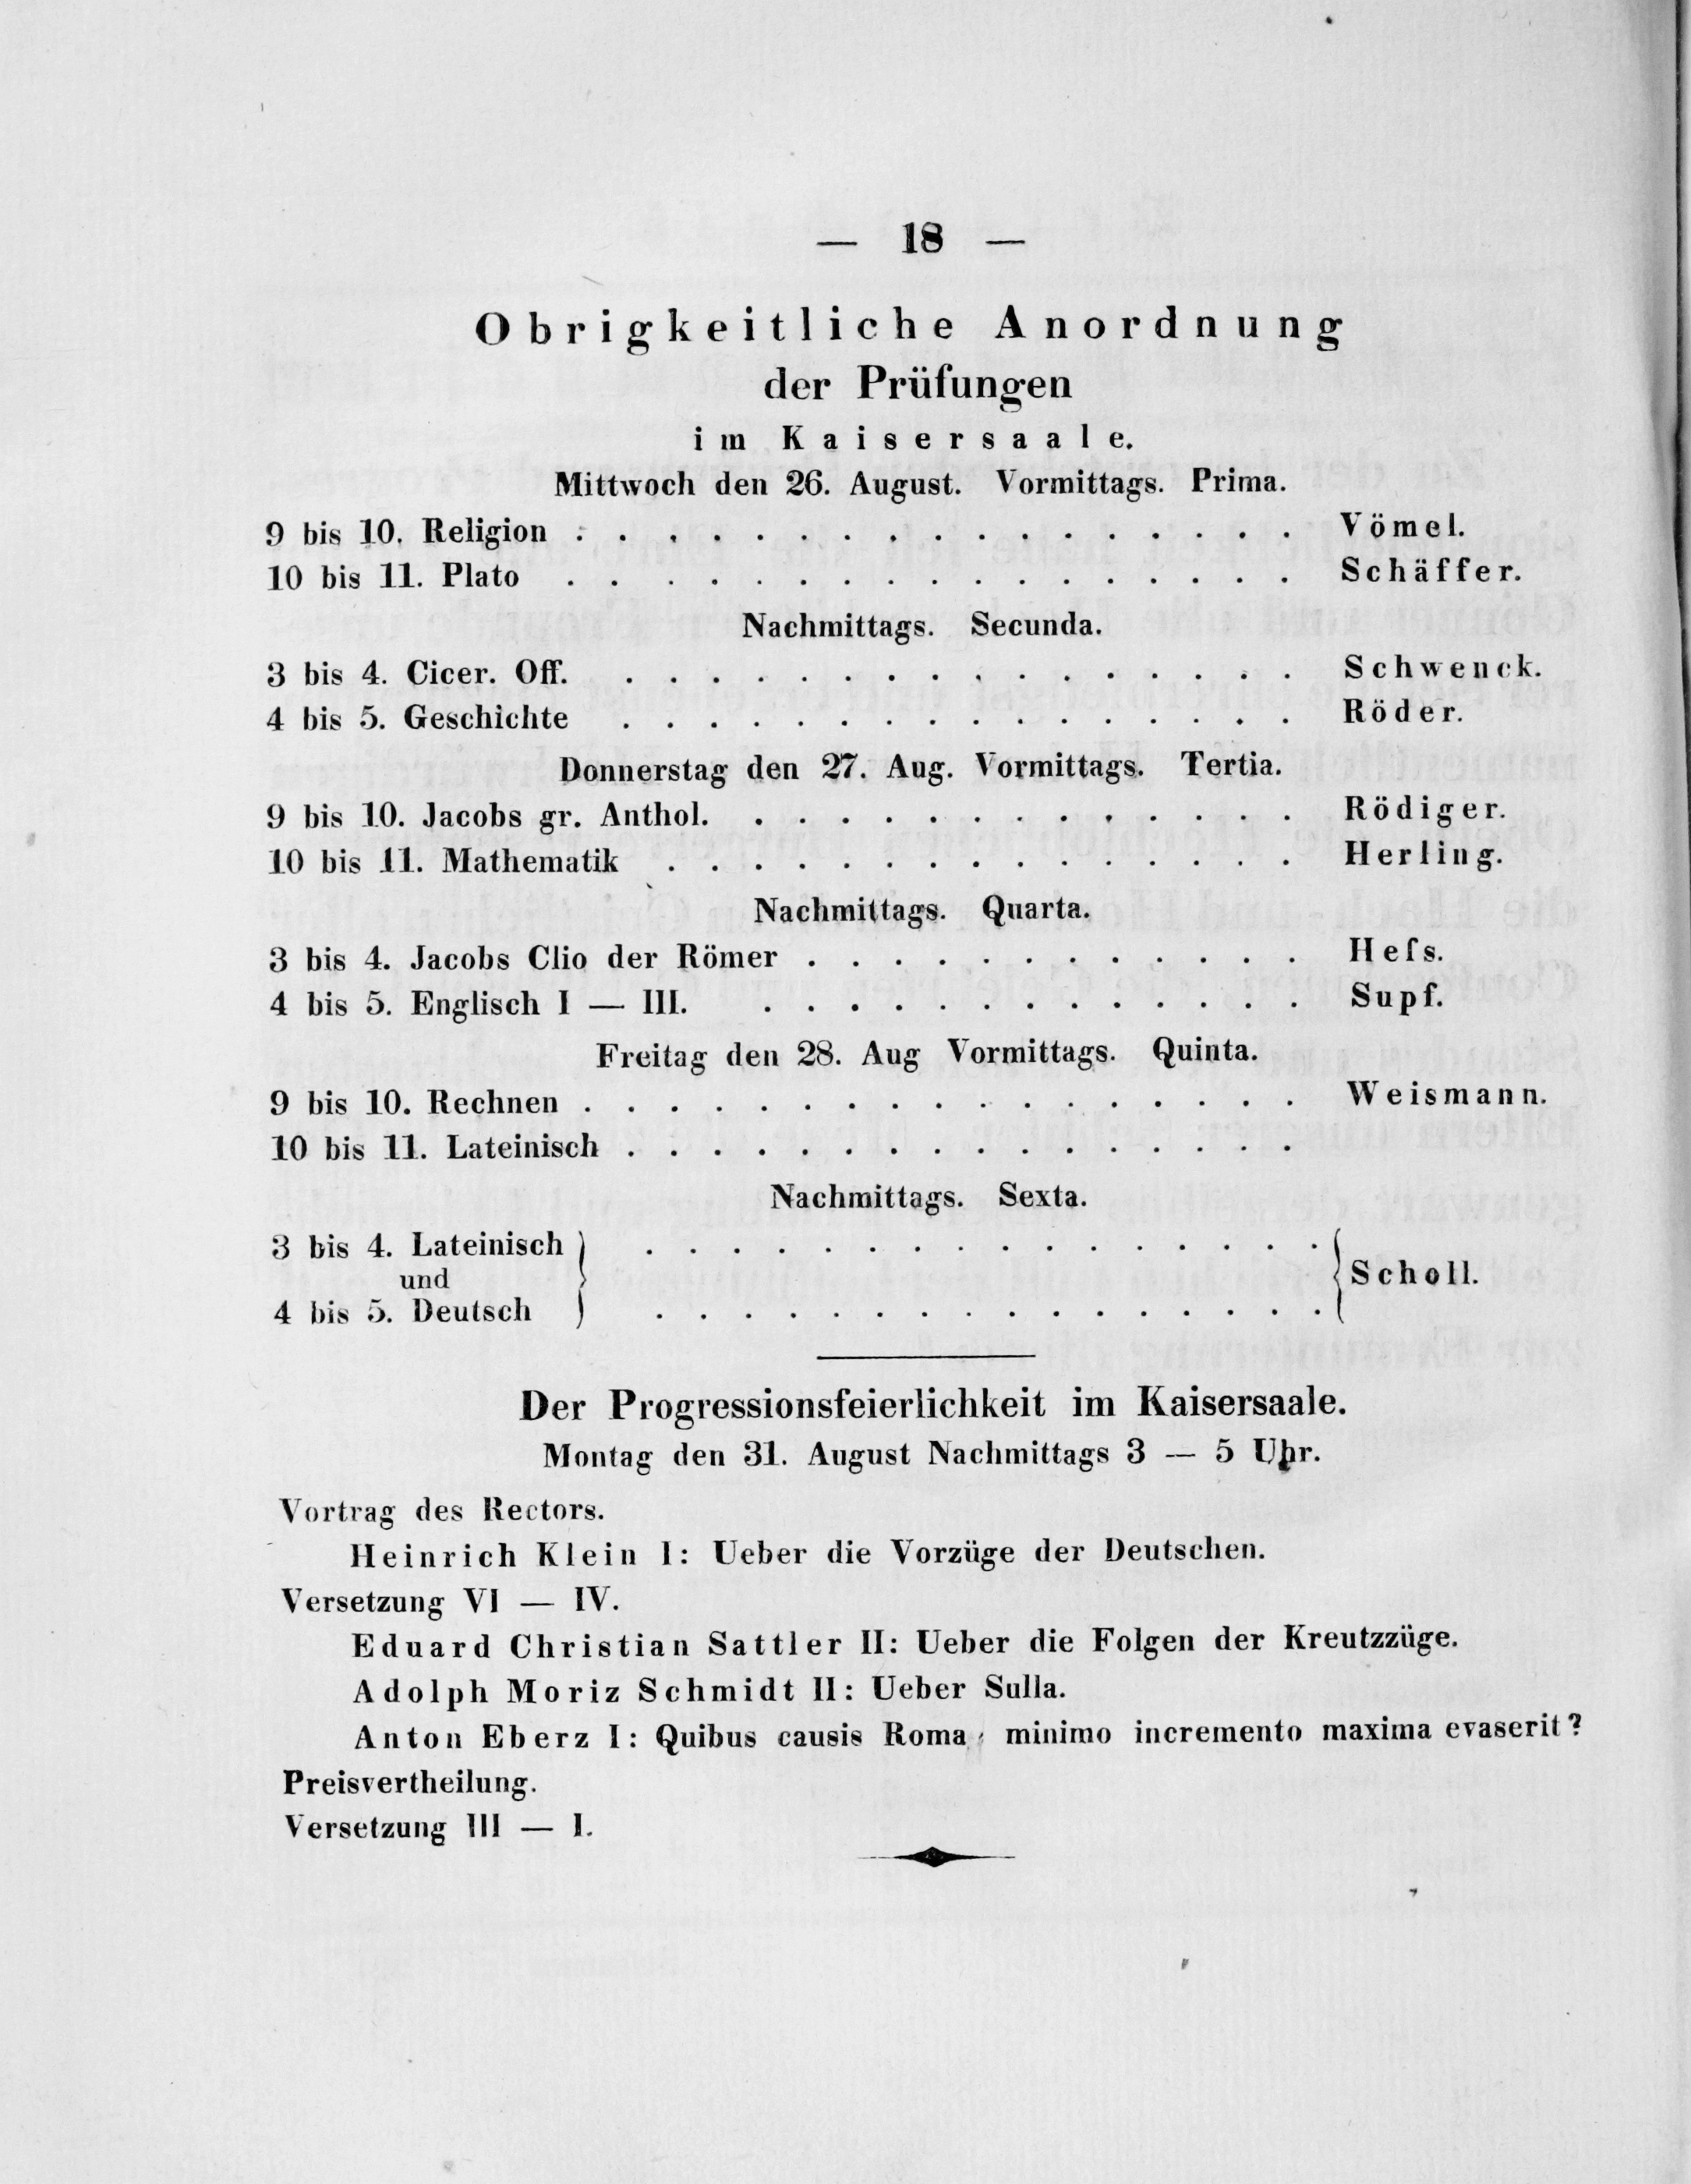 — 18 —
Obrigkeitliche Anordnung
der Prüfungen
im Kaisersaale.
Mittwoch den 26. August. Vormittags. Prima.
9 bis 10. Religion . . . . . . . . . . . . . . . . . Vömel.
10 bis 11. Plato . . . . . . . . . . . . . . . . . Schäffer.
Nachmittags. Secunda.
3 bis 4. Cicer. Off. . . . . . . . . . . . . . . . . Schwenck.
4 bis 5. Geschichte . . . . . . . . . . . . . . . . Röder.
Donnerstag den 27. Aug. Vormittags. Tertia.
9 bis 10. Jacobs gr. Anthol. . . . . . . . . . . . . . Rödiger.
10 bis 11. Mathematik . . . . . . . . . . . . . . . Herling.
Nachmittags. Quarta.
3 bis 4. Jacobs Clio der Römer . . . . . . . . . . . . Heſs.
4 bis 5. Englisch I — III. . . . . . . . . . . . . . Supf.
Freitag den 28. Aug Vormittags. Quinta.
9 bis 10. Rechnen . . . . . . . . . . . . . . . . . Weismann.
10 bis 11. Lateinisch . . . . . . . . . . . . . . . .
Nachmittags. Sexta.
3 bis 4. Lateinisch } . . . . . . . . . . . . . . . .
und { Scholl.
4 bis 5. Deutsch } . . . . . . . . . . . . . . . .
Der Progressionsfeierlichkeit im Kaisersaale.
Montag den 31. August Nachmittags 3 — 5 Uhr.
Vortrag des Rectors.
Heinrich Klein I: Ueber die Vorzüge der Deutschen.
Versetzung VI — IV.
Eduard Christian Sattler II: Ueber die Folgen der Kreutzzüge.
Adolph Moriz Schmidt II: Ueber Sulla.
Anton Eberz I: Quibus causis Roma, minimo incremento maxima evaserit?
Preisvertheilung.
Versetzung III — I.